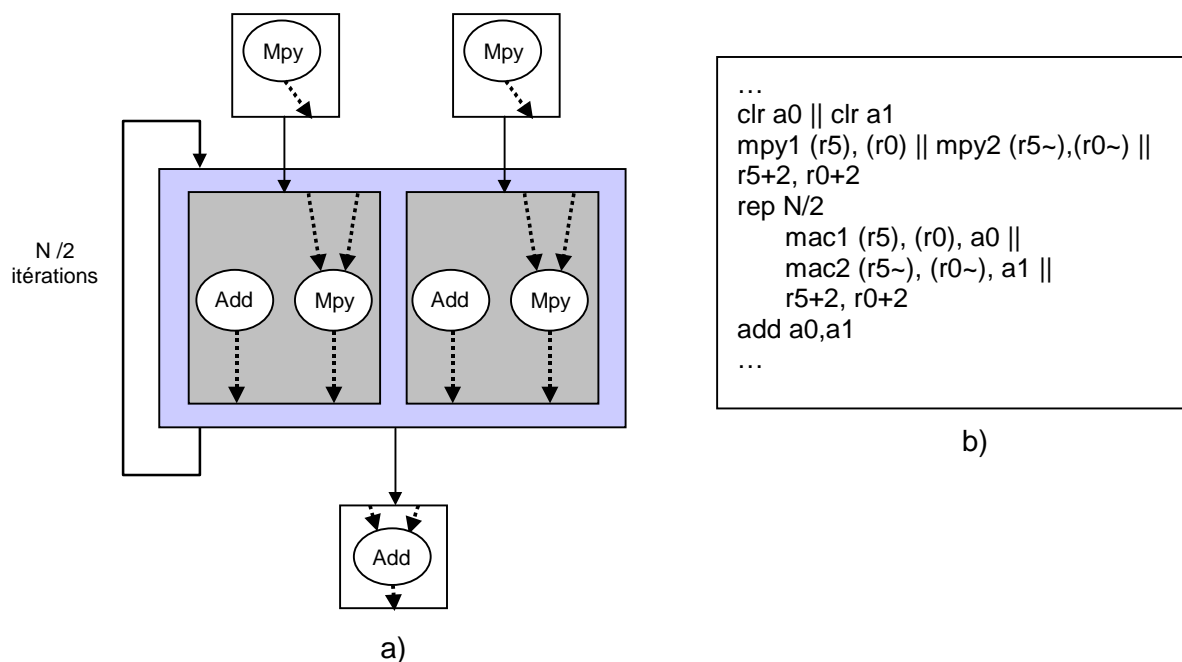 Mpy
Mpy
N /2
itérations
Add
Mpy
Add
Mpy
Add
a)
…
clr a0 || clr a1
mpy1 (r5), (r0) || mpy2 (r5~),(r0~) ||
r5+2, r0+2
rep N/2
mac1 (r5), (r0), a0 ||
mac2 (r5~), (r0~), a1 ||
r5+2, r0+2
add a0,a1
…
b)